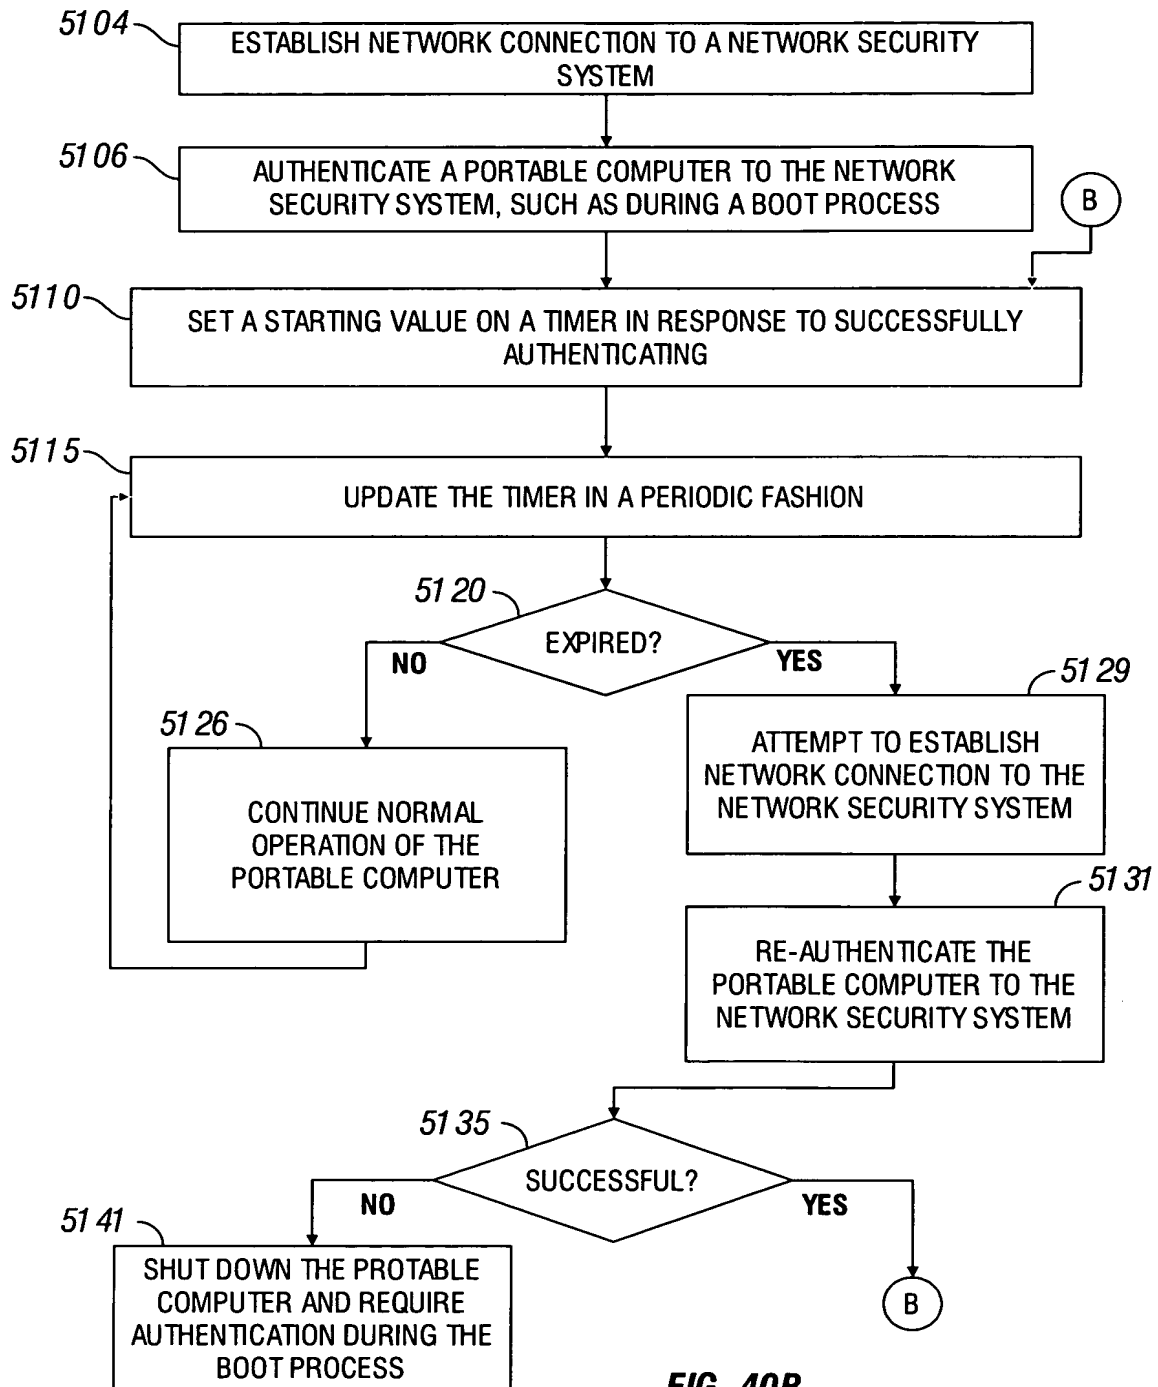 5104
ESTABLISH NETWORK CONNECTION TO A NETWORK SECURITY
SYSTEM
5106
AUTHENTICATE A PORTABLE COMPUTER TO THE NETWORK
SECURITY SYSTEM, SUCH AS DURING A BOOT PROCESS
B
5110
SET A STARTING VALUE ON A TIMER IN RESPONSE TO SUCCESSFULLY
AUTHENTICATING
5115
UPDATE THE TIMER IN A PERIODIC FASHION
5120
EXPIRED?
NO
YES
5126
CONTINUE NORMAL
OPERATION OF THE
PORTABLE COMPUTER
5129
ATTEMPT TO ESTABLISH
NETWORK CONNECTION TO THE
NETWORK SECURITY SYSTEM
5131
RE-AUTHENTICATE THE
PORTABLE COMPUTER TO THE
NETWORK SECURITY SYSTEM
5135
SUCCESSFUL?
NO
YES
5141
SHUT DOWN THE PROTABLE
COMPUTER AND REQUIRE
AUTHENTICATION DURING THE
BOOT PROCESS
B
FIG. 40B